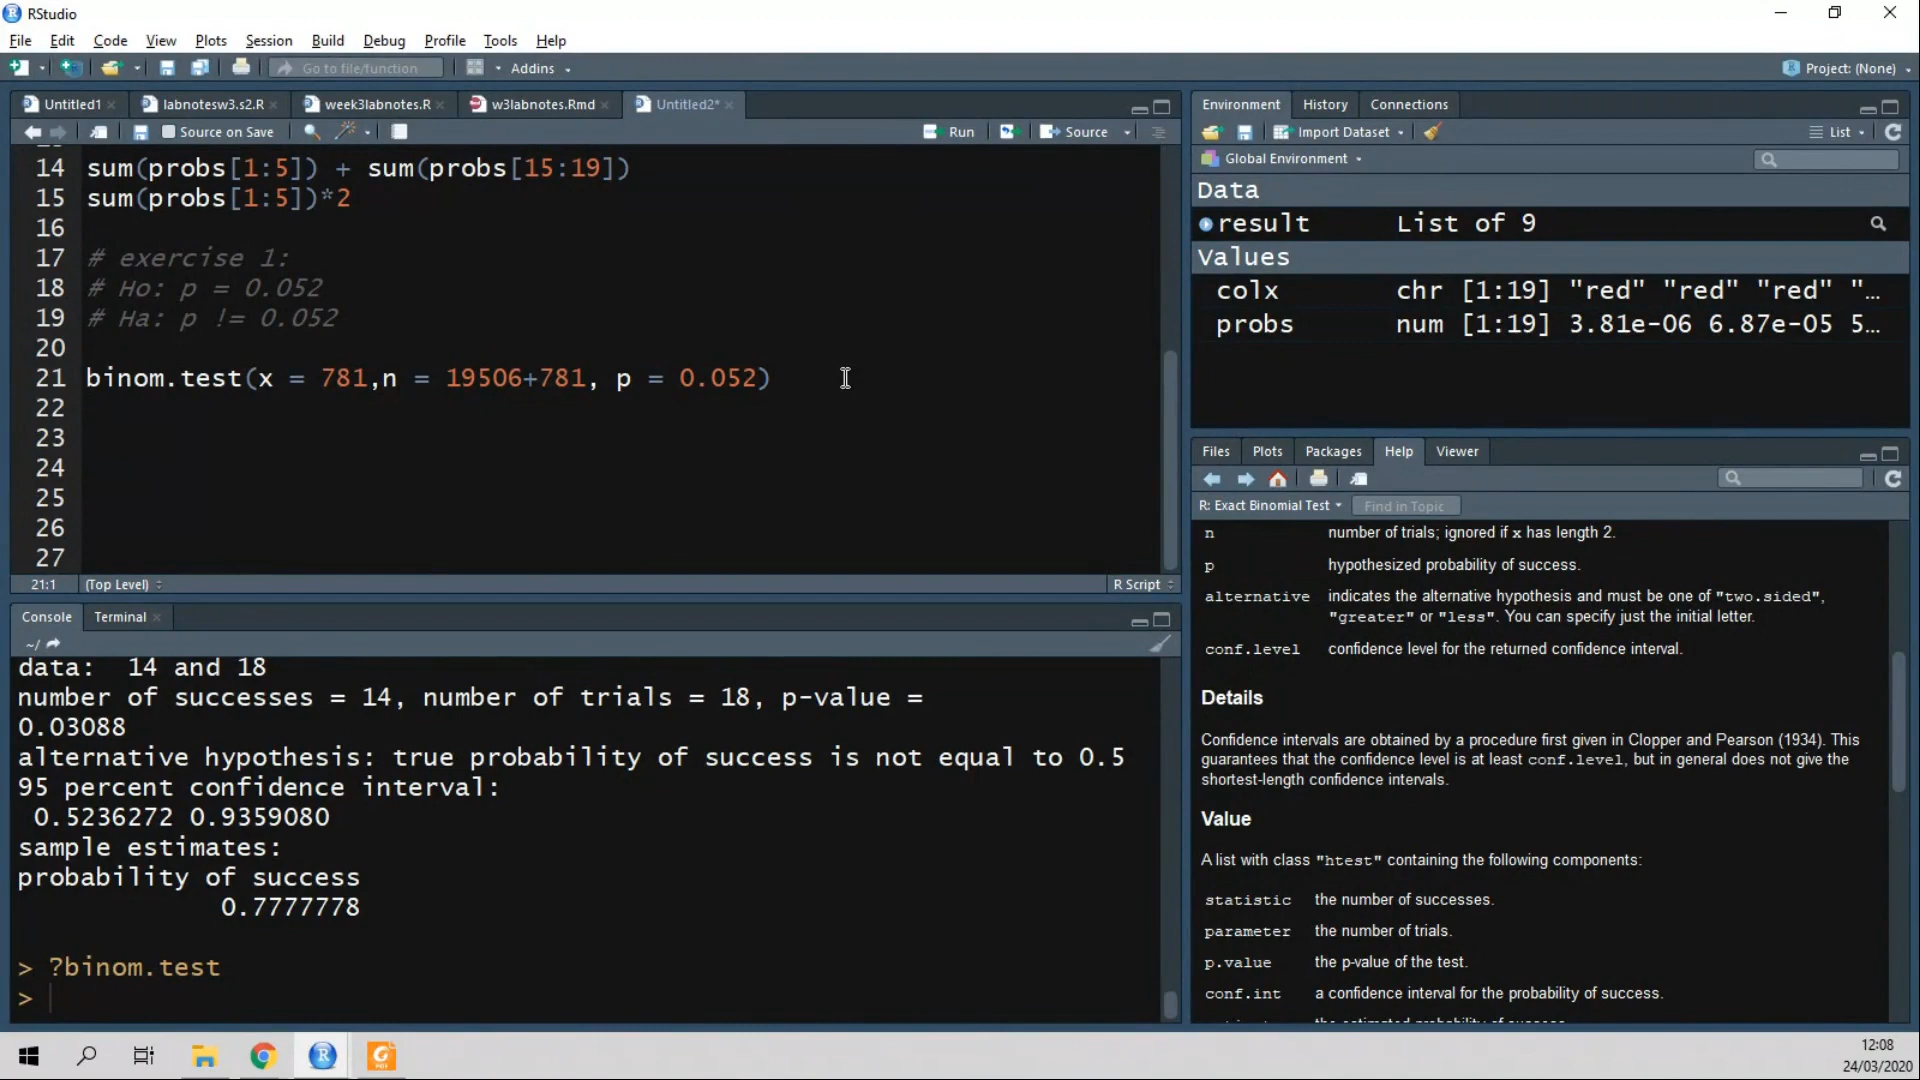 RStudio
File Edit Code View Plots Session Build Debug Profile Tools Help
Go to file/function Addins Project: (None)
Untitled1 labnotesw3.s2.R week3labnotes.R w3labnotes.Rmd Untitled2*
Source on Save Run Source
14 sum(probs[1:5]) + sum(probs[15:19])
15 sum(probs[1:5])*2
16
17 # exercise 1:
18 # Ho: p = 0.052
19 # Ha: p != 0.052
20
21 binom.test(x = 781,n = 19506+781, p = 0.052)
22
23
24
25
26
27
21:1 (Top Level) R Script
Console Terminal
~/
data:  14 and 18
number of successes = 14, number of trials = 18, p-value =
0.03088
alternative hypothesis: true probability of success is not equal to 0.5
95 percent confidence interval:
0.5236272 0.9359080
sample estimates:
probability of success
0.7777778
> ?binom.test
>
Environment History Connections
Import Dataset List
Global Environment
Data
result List of 9
Values
colx chr [1:19] "red" "red" "red" "…
probs num [1:19] 3.81e-06 6.87e-05 5…
Files Plots Packages Help Viewer
R: Exact Binomial Test Find in Topic
n number of trials; ignored if x has length 2.
p hypothesized probability of success.
alternative indicates the alternative hypothesis and must be one of "two.sided",
"greater" or "less". You can specify just the initial letter.
conf.level confidence level for the returned confidence interval.
Details
Confidence intervals are obtained by a procedure first given in Clopper and Pearson (1934). This
guarantees that the confidence level is at least conf.level, but in general does not give the
shortest-length confidence intervals.
Value
A list with class "htest" containing the following components:
statistic the number of successes.
parameter the number of trials.
p.value the p-value of the test.
conf.int a confidence interval for the probability of success.
12:08
24/03/2020